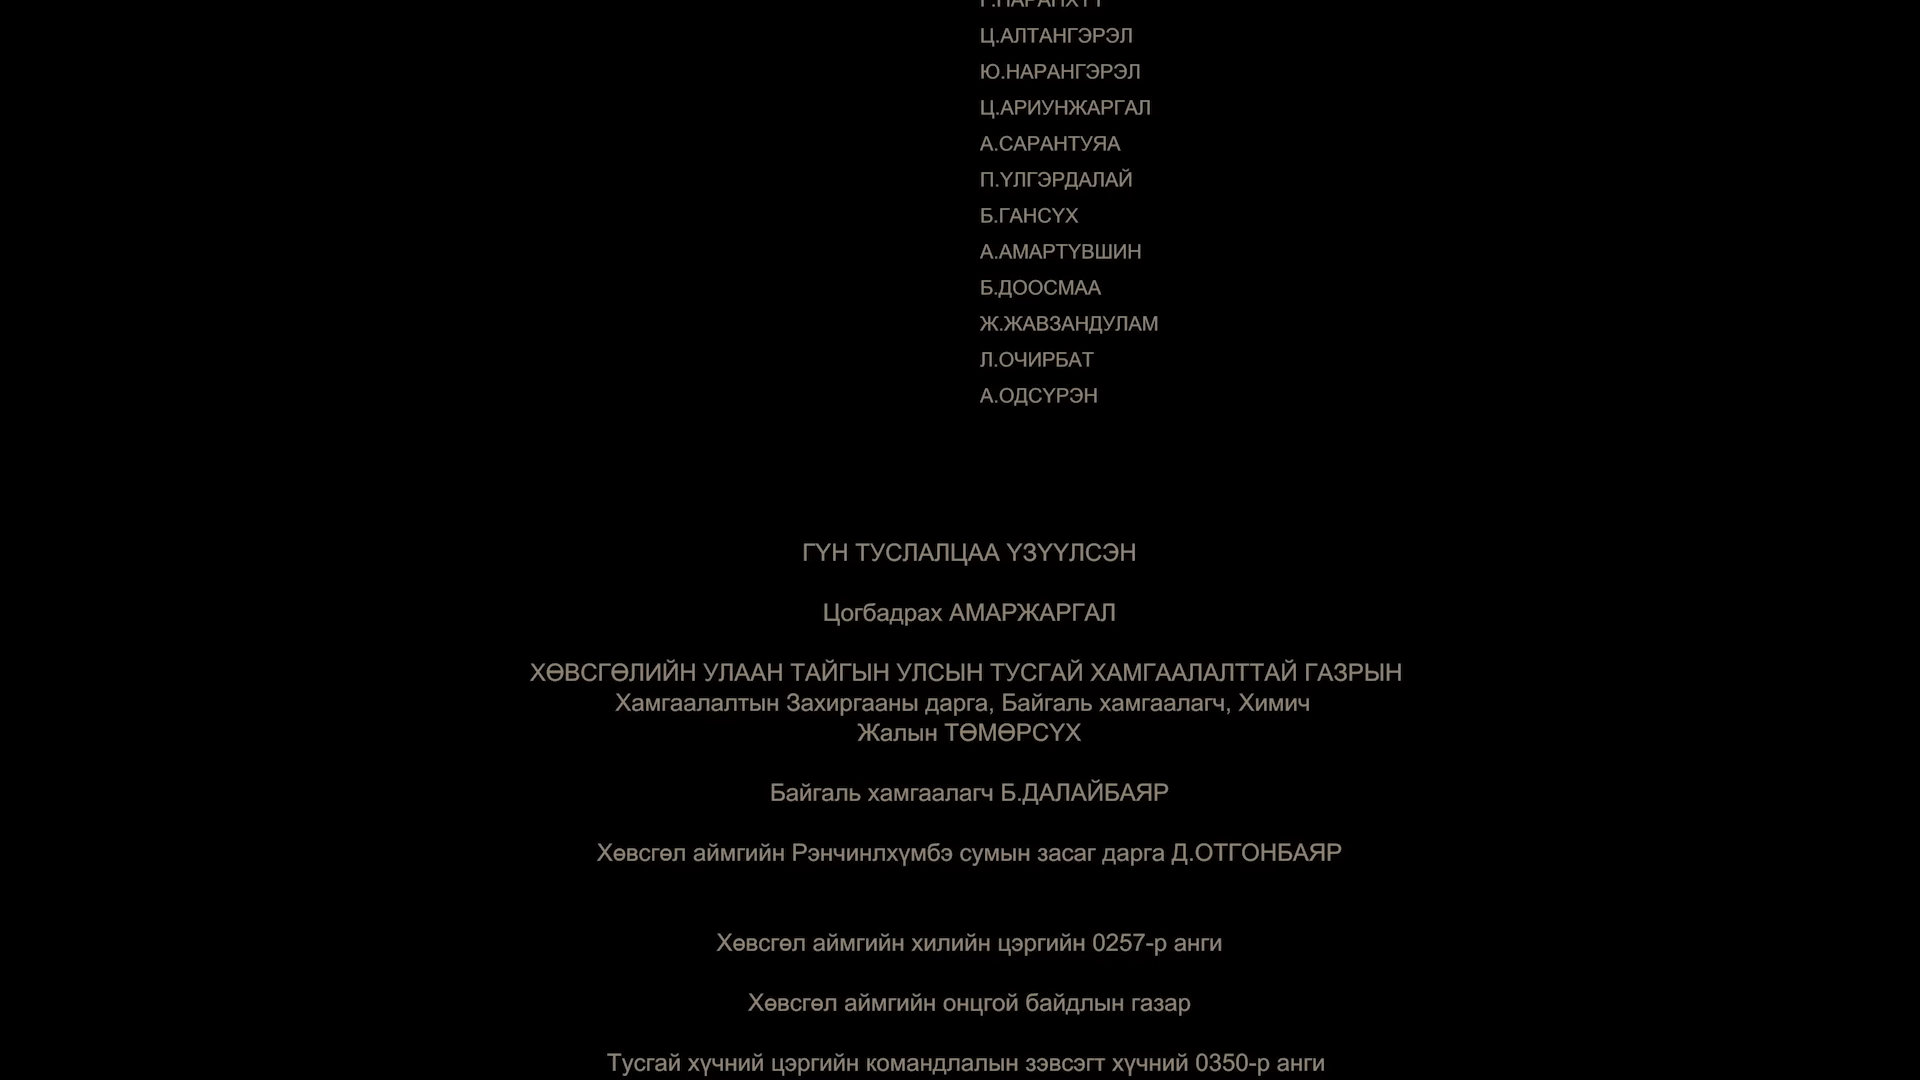 Ц.АЛТАНГЭРЭЛ
Ю.НАРАНГЭРЭЛ
Ц.АРИУНЖАРГАЛ
А.САРАНТУЯА
П.ҮЛГЭРДАЛАЙ
Б.ГАНСҮХ
А.АМАРТҮВШИН
Б.ДООСМАА
Ж.ЖАВЗАНДУЛАМ
Л.ОЧИРБАТ
А.ОДСҮРЭН
ГҮН ТУСЛАЛЦАА ҮЗҮҮЛСЭН
Цогбадрах АМАРЖАРГАЛ
ХӨВСГӨЛИЙН УЛААН ТАЙГЫН УЛСЫН ТУСГАЙ ХАМГААЛАЛТТАЙ ГАЗРЫН
Хамгаалалтын Захиргааны дарга, Байгаль хамгаалагч, Химич
Жалын ТӨМӨРСҮХ
Байгаль хамгаалагч Б.ДАЛАЙБАЯР
Хөвсгөл аймгийн Рэнчинлхүмбэ сумын засаг дарга Д.ОТГОНБАЯР
Хөвсгөл аймгийн хилийн цэргийн 0257-р анги
Хөвсгөл аймгийн онцгой байдлын газар
Тусгай хүчний цэргийн командлалын зэвсэгт хүчний 0350-р анги